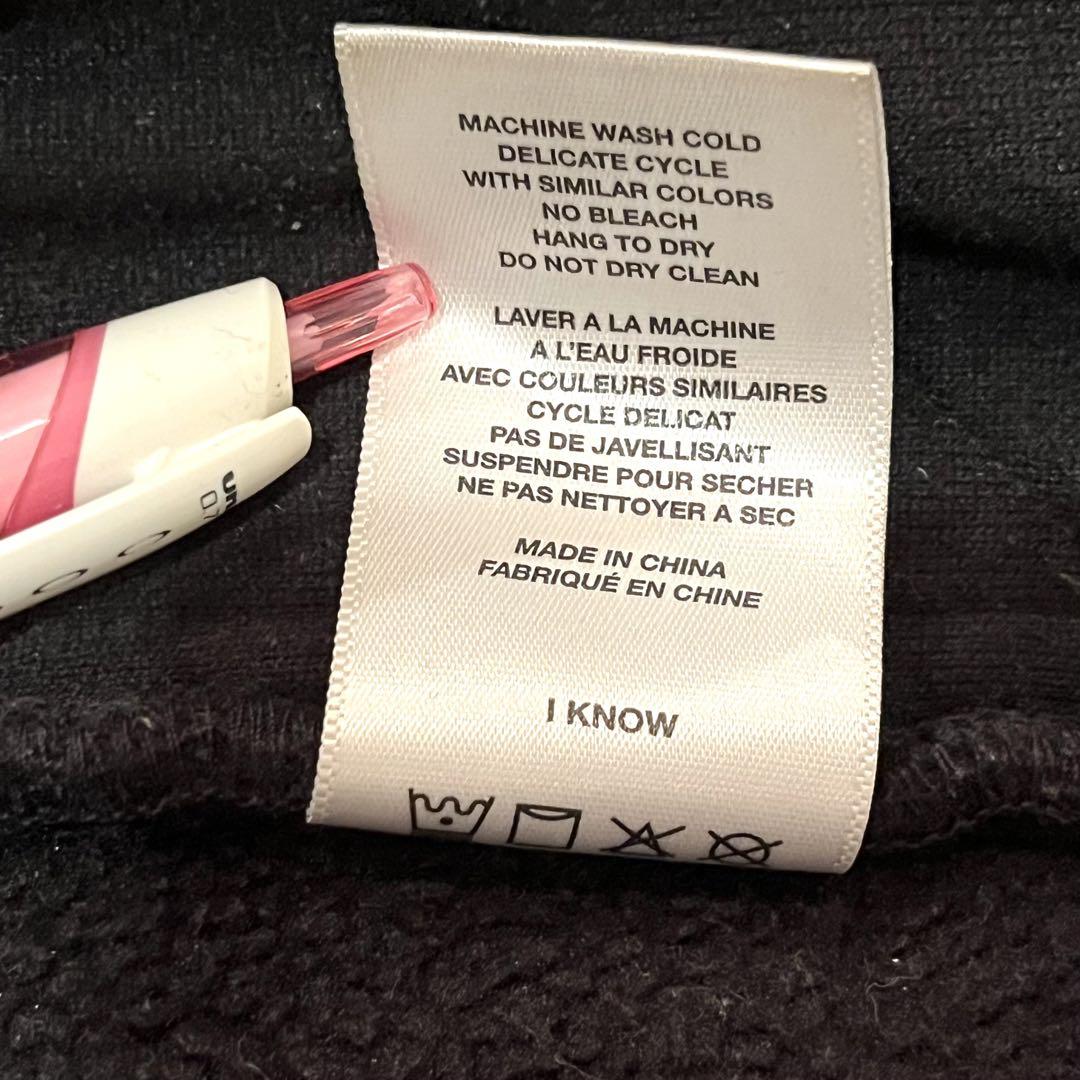 MACHINE WASH COLD
DELICATE CYCLE
WITH SIMILAR COLORS
NO BLEACH
HANG TO DRY
DO NOT DRY CLEAN
LAVER A LA MACHINE
A L'EAU FROIDE
AVEC COULEURS SIMILAIRES
CYCLE DELICAT
PAS DE JAVELLISANT
SUSPENDRE POUR SECHER
NE PAS NETTOYER A SEC
MADE IN CHINA
FABRIQUÉ EN CHINE
I KNOW